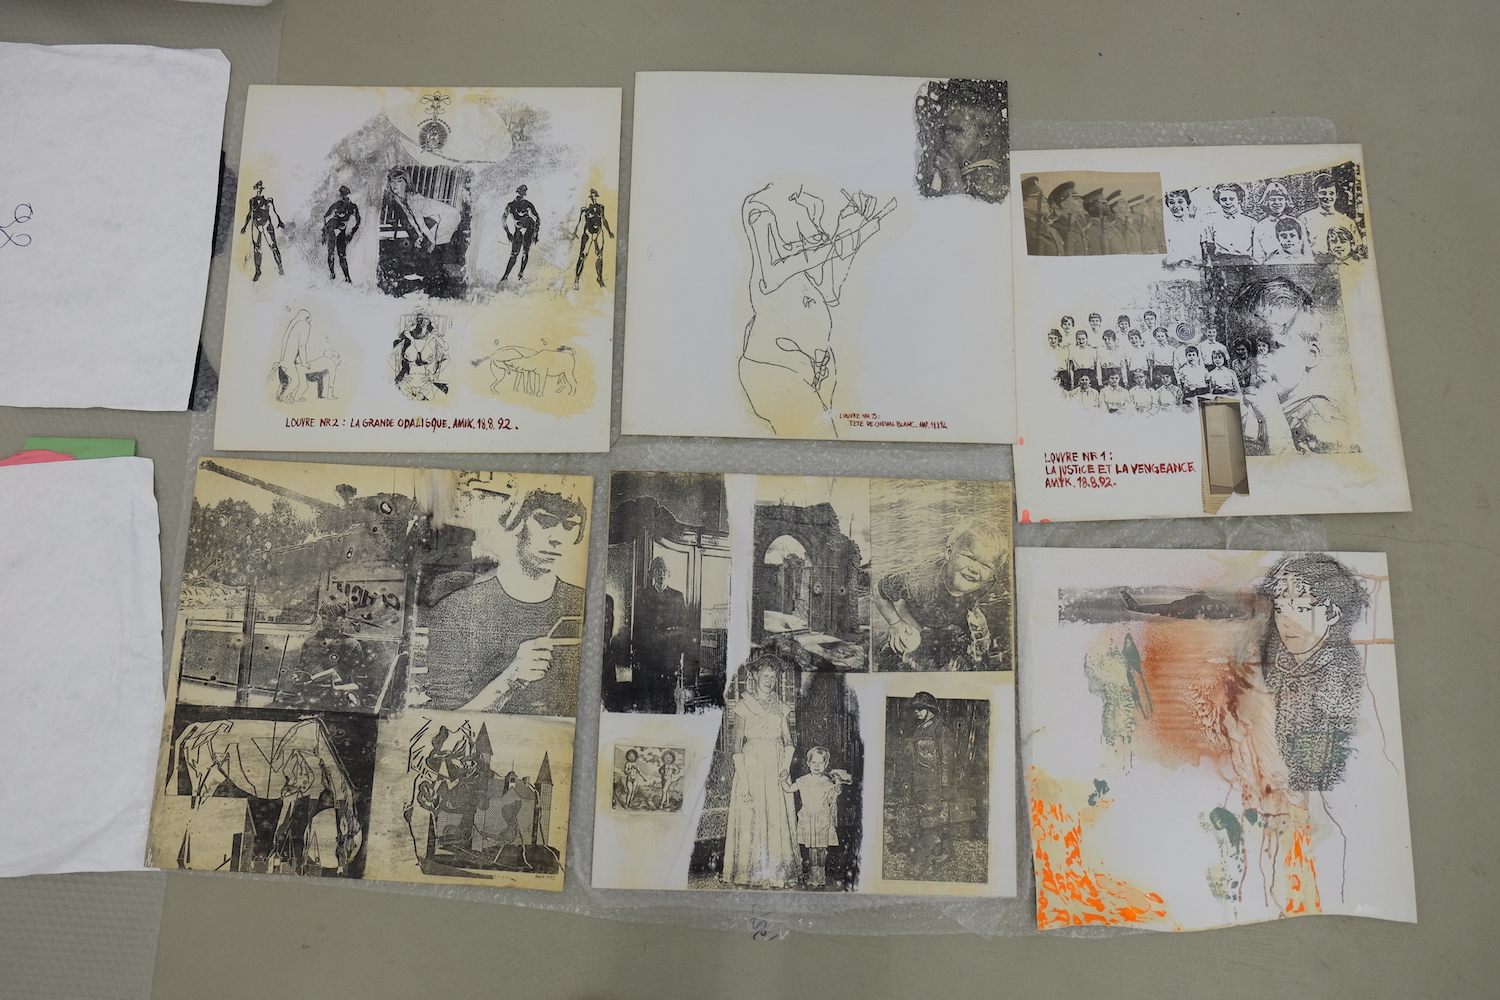 LOUVRE NR 2 : LA GRANDE ODALISQUE. AMVK. 18.8.92.
LOUVRE NR 3 :
TETE DE CHEVAL BLANC.
LOUVRE NR 1 :
LA JUSTICE ET LA VENGEANCE.
AMVK. 18.8.92.